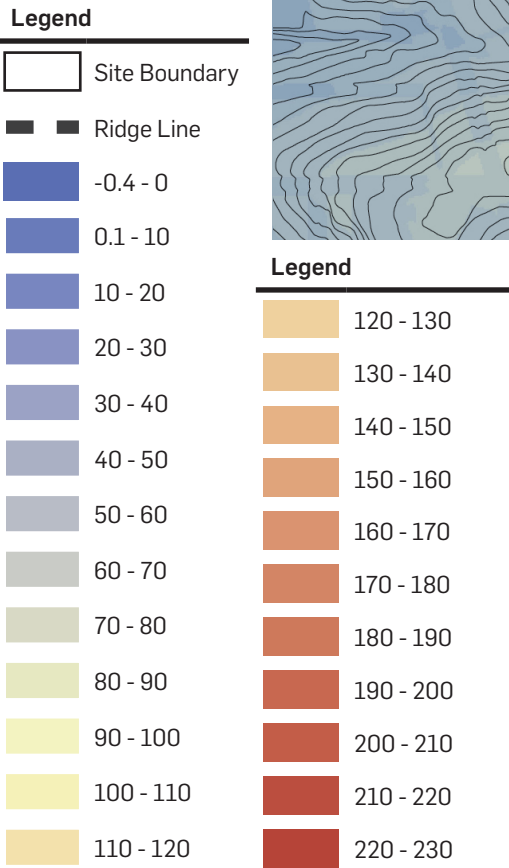 Legend
Site Boundary
Ridge Line
-0.4 - 0
0.1 - 10
10 - 20
20 - 30
30 - 40
40 - 50
50 - 60
60 - 70
70 - 80
80 - 90
90 - 100
100 - 110
110 - 120
Legend
120 - 130
130 - 140
140 - 150
150 - 160
160 - 170
170 - 180
180 - 190
190 - 200
200 - 210
210 - 220
220 - 230